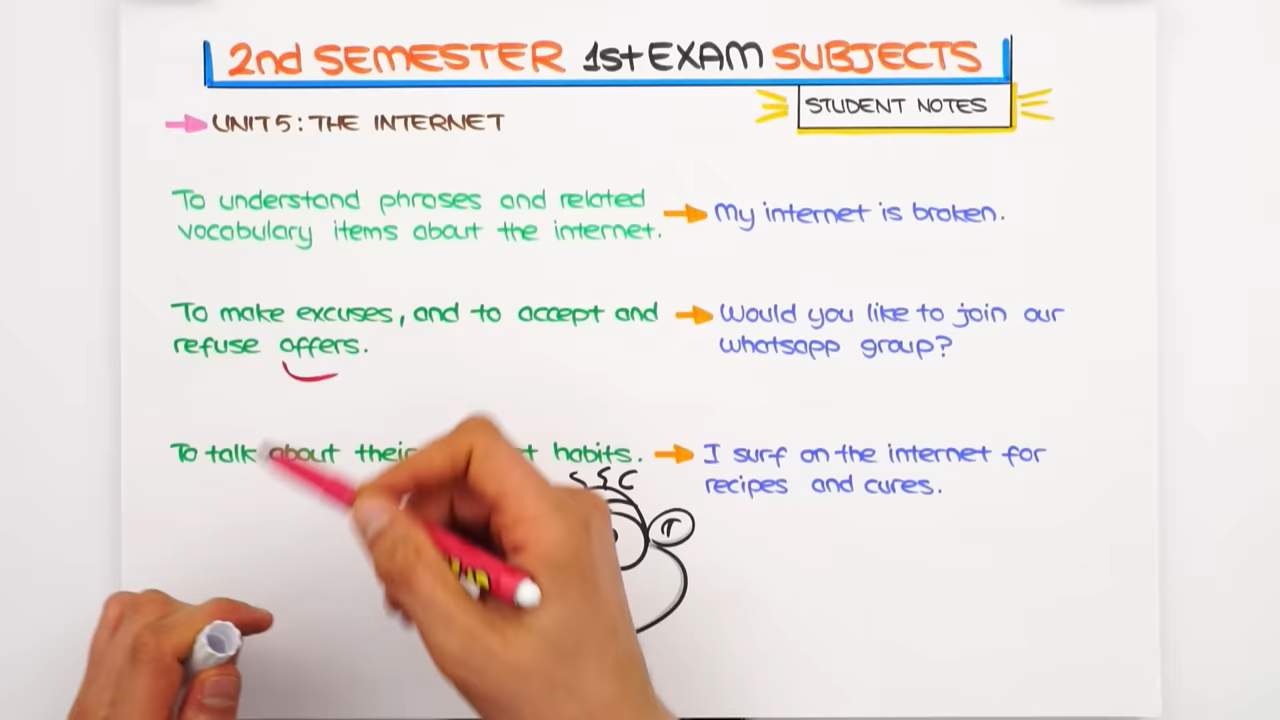 2nd SEMESTER 1st EXAM SUBJECTS
STUDENT NOTES
UNIT 5: THE INTERNET
To understand phrases and related
vocabulary items about the internet.
My internet is broken.
To make excuses, and to accept and
refuse offers.
Would you like to join our
whatsapp group?
To talk about their habits.
I surf on the internet for
recipes and cures.